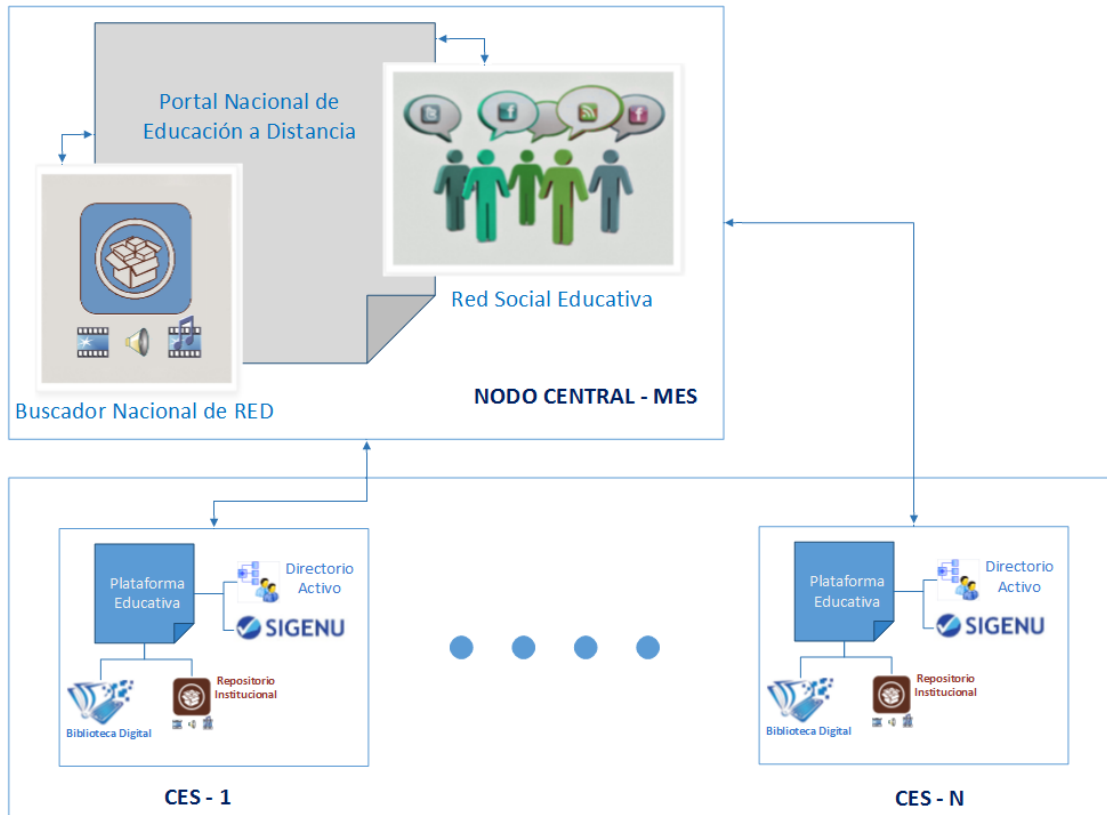 Portal Nacional de
Educación a Distancia
Red Social Educativa
Buscador Nacional de RED
NODO CENTRAL - MES
Plataforma
Educativa
Directorio
Activo
SIGENU
Biblioteca Digital
Repositorio
Institucional
CES - 1
Plataforma
Educativa
Directorio
Activo
SIGENU
Biblioteca Digital
Repositorio
Institucional
CES - N